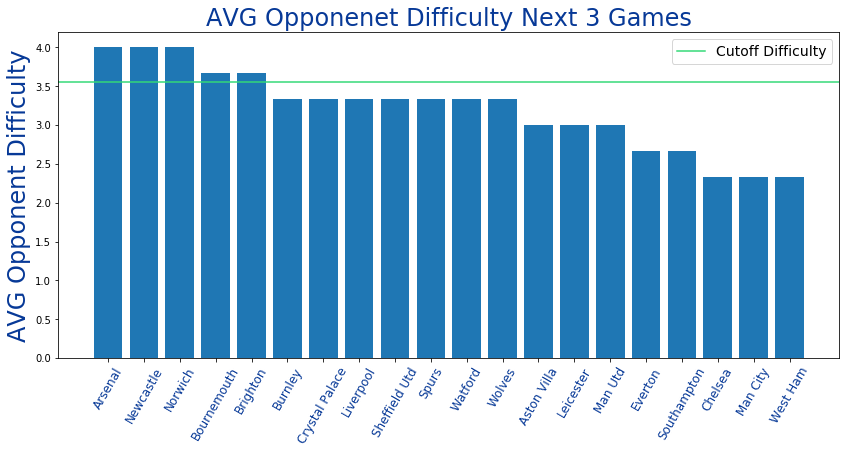 AVG Opponenet Difficulty Next 3 Games
AVG Opponent Difficulty
Cutoff Difficulty
4.0
3.5
3.0
2.5
2.0
1.5
1.0
0.5
0.0
Arsenal
Newcastle
Norwich
Bournemouth
Brighton
Burnley
Crystal Palace
Liverpool
Sheffield Utd
Spurs
Watford
Wolves
Aston Villa
Leicester
Man Utd
Everton
Southampton
Chelsea
Man City
West Ham